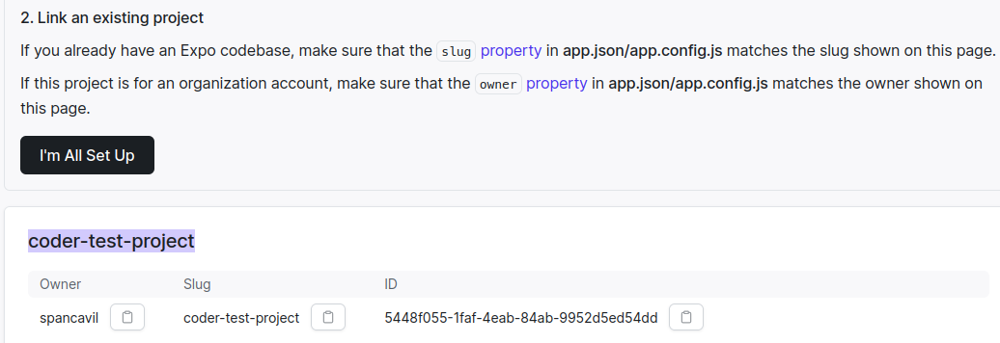 2. Link an existing project
If you already have an Expo codebase, make sure that the slug property in app.json/app.config.js matches the slug shown on this page.
If this project is for an organization account, make sure that the owner property in app.json/app.config.js matches the owner shown on
this page.
I'm All Set Up
coder-test-project
Owner Slug ID
spancavil coder-test-project 5448f055-1faf-4eab-84ab-9952d5ed54dd